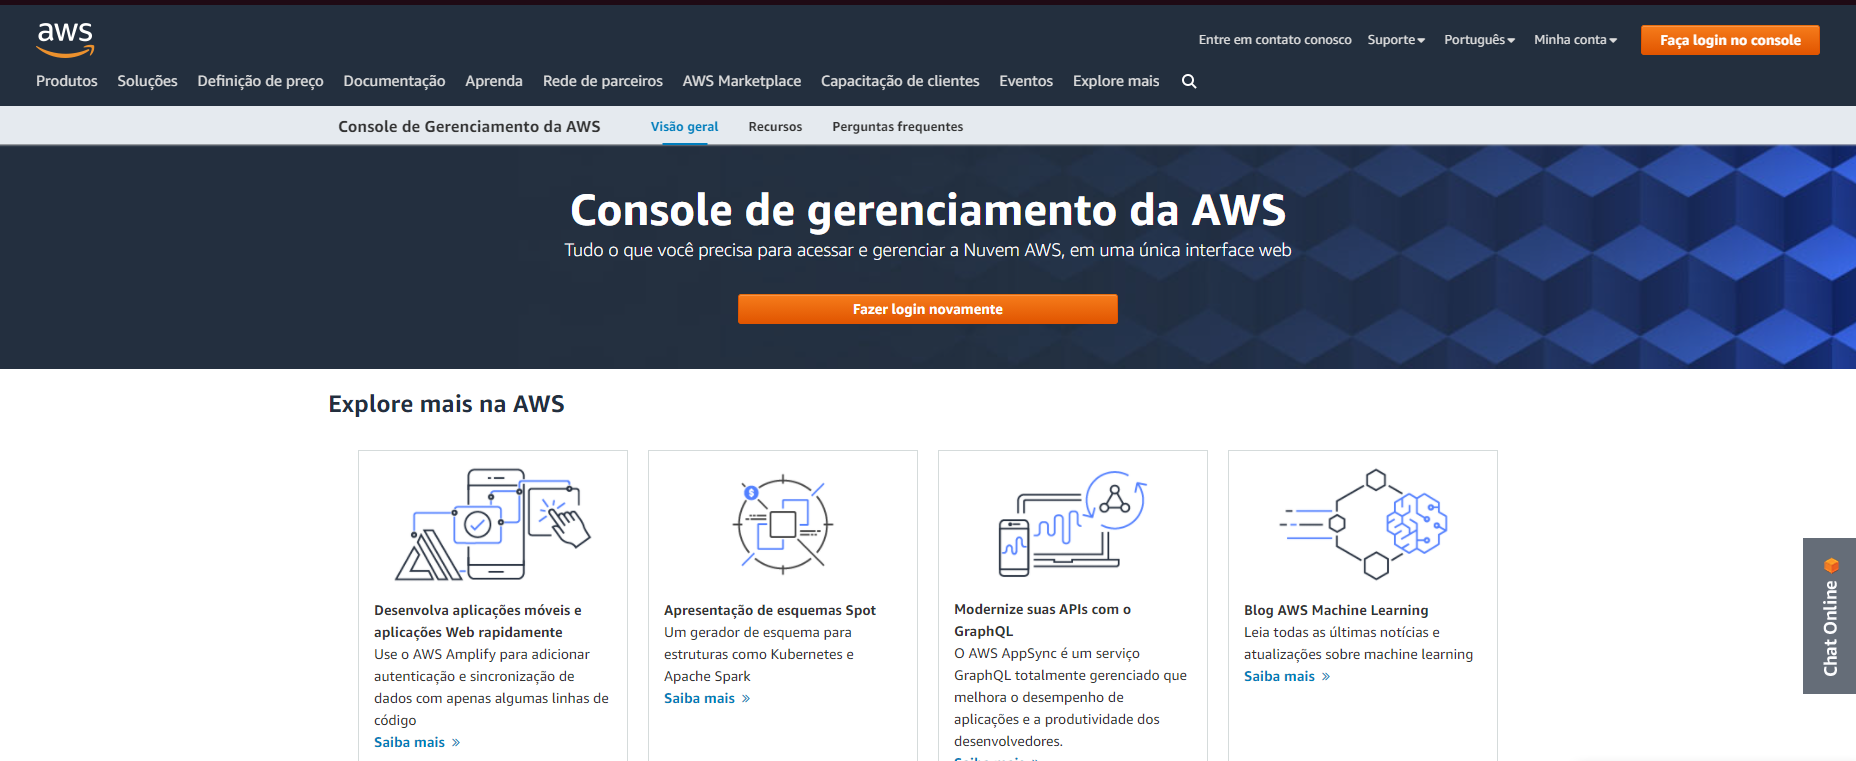 aws
Entre em contato conosco Suporte Português Minha conta Faça login no console
Produtos Soluções Definição de preço Documentação Aprenda Rede de parceiros AWS Marketplace Capacitação de clientes Eventos Explore mais
Console de Gerenciamento da AWS Visão geral Recursos Perguntas frequentes
Console de gerenciamento da AWS
Tudo o que você precisa para acessar e gerenciar a Nuvem AWS, em uma única interface web
Fazer login novamente
Explore mais na AWS
$
Desenvolva aplicações móveis e
aplicações Web rapidamente
Use o AWS Amplify para adicionar
autenticação e sincronização de
dados com apenas algumas linhas de
código
Saiba mais »
Apresentação de esquemas Spot
Um gerador de esquema para
estruturas como Kubernetes e
Apache Spark
Saiba mais »
Modernize suas APIs com o
GraphQL
O AWS AppSync é um serviço
GraphQL totalmente gerenciado que
melhora o desempenho de
aplicações e a produtividade dos
desenvolvedores.
Saiba mais »
Blog AWS Machine Learning
Leia todas as últimas notícias e
atualizações sobre machine learning
Saiba mais »
Chat Online